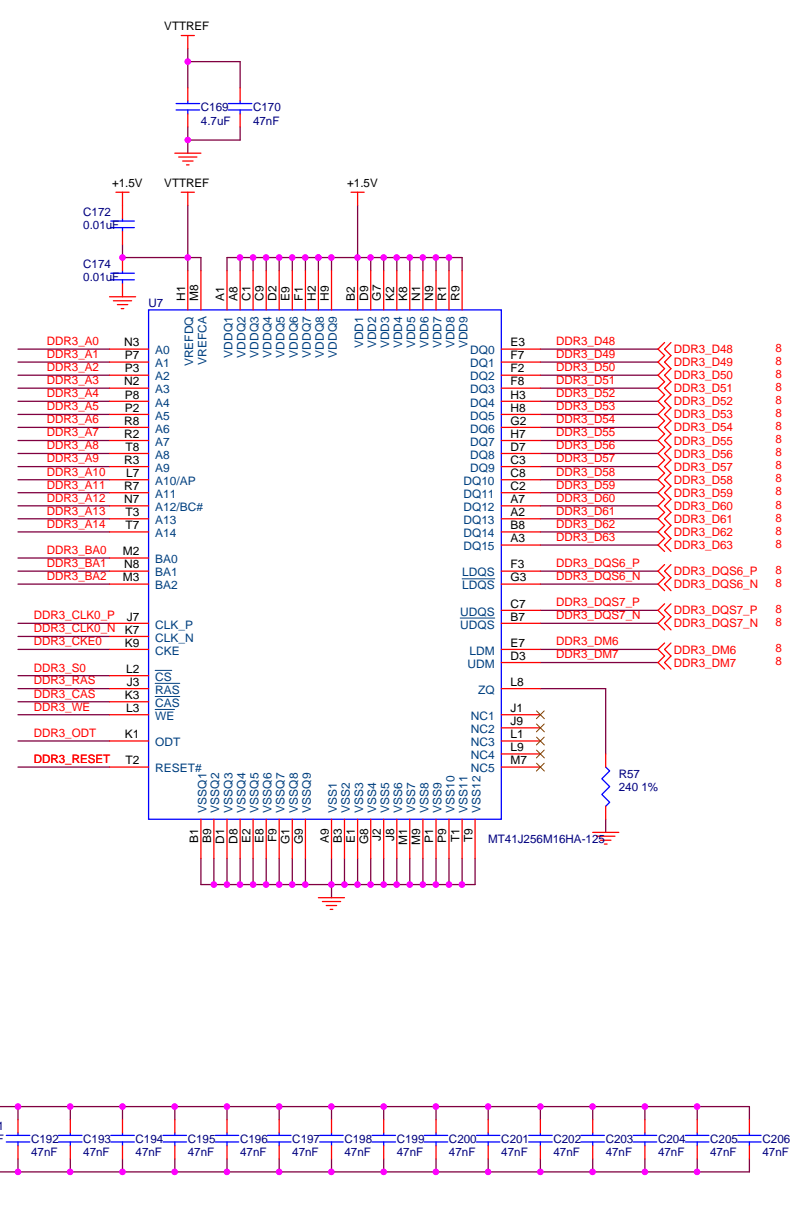 VTTREF
C169 C170
4.7uF 47nF
+1.5V VTTREF +1.5V
C172
0.01uF
C174
0.01uF
H1 M8 A1 A8 C1 C9 D2 E9 F1 H2 H9 B2 D9 G7 K2 K8 N1 N9 R1 R9
U7
VREFDQ VREFCA VDDQ1 VDDQ2 VDDQ3 VDDQ4 VDDQ5 VDDQ6 VDDQ7 VDDQ8 VDDQ9 VDD1 VDD2 VDD3 VDD4 VDD5 VDD6 VDD7 VDD8 VDD9
DDR3_A0 N3 A0 DQ0 E3 DDR3_D48 DDR3_D48 8
DDR3_A1 P7 A1 DQ1 F7 DDR3_D49 DDR3_D49 8
DDR3_A2 P3 A2 DQ2 F2 DDR3_D50 DDR3_D50 8
DDR3_A3 N2 A3 DQ3 F8 DDR3_D51 DDR3_D51 8
DDR3_A4 P8 A4 DQ4 H3 DDR3_D52 DDR3_D52 8
DDR3_A5 P2 A5 DQ5 H8 DDR3_D53 DDR3_D53 8
DDR3_A6 R8 A6 DQ6 G2 DDR3_D54 DDR3_D54 8
DDR3_A7 R2 A7 DQ7 H7 DDR3_D55 DDR3_D55 8
DDR3_A8 T8 A8 DQ8 D7 DDR3_D56 DDR3_D56 8
DDR3_A9 R3 A9 DQ9 C3 DDR3_D57 DDR3_D57 8
DDR3_A10 L7 A10/AP DQ10 C8 DDR3_D58 DDR3_D58 8
DDR3_A11 R7 A11 DQ11 C2 DDR3_D59 DDR3_D59 8
DDR3_A12 N7 A12/BC# DQ12 A7 DDR3_D60 DDR3_D60 8
DDR3_A13 T3 A13 DQ13 A2 DDR3_D61 DDR3_D61 8
DDR3_A14 T7 A14 DQ14 B8 DDR3_D62 DDR3_D62 8
DQ15 A3 DDR3_D63 DDR3_D63 8
DDR3_BA0 M2 BA0
DDR3_BA1 N8 BA1 LDQS F3 DDR3_DQS6_P DDR3_DQS6_P 8
DDR3_BA2 M3 BA2 LDQS G3 DDR3_DQS6_N DDR3_DQS6_N 8
DDR3_CLK0_P J7 CLK_P UDQS C7 DDR3_DQS7_P DDR3_DQS7_P 8
DDR3_CLK0_N K7 CLK_N UDQS B7 DDR3_DQS7_N DDR3_DQS7_N 8
DDR3_CKE0 K9 CKE LDM E7 DDR3_DM6 DDR3_DM6 8
UDM D3 DDR3_DM7 DDR3_DM7 8
DDR3_S0 L2 CS
DDR3_RAS J3 RAS ZQ L8
DDR3_CAS K3 CAS
DDR3_WE L3 WE NC1 J1
NC2 J9
DDR3_ODT K1 ODT NC3 L1
NC4 L9
DDR3_RESET T2 RESET# NC5 M7
R57
240 1%
VSSQ1 VSSQ2 VSSQ3 VSSQ4 VSSQ5 VSSQ6 VSSQ7 VSSQ8 VSSQ9 VSS1 VSS2 VSS3 VSS4 VSS5 VSS6 VSS7 VSS8 VSS9 VSS10 VSS11 VSS12
B1 B9 D1 D8 E2 E8 F9 G1 G9 A9 B3 E1 G8 J2 J8 M1 M9 P1 P9 T1 T9
MT41J256M16HA-125
C192 C193 C194 C195 C196 C197 C198 C199 C200 C201 C202 C203 C204 C205 C206
47nF 47nF 47nF 47nF 47nF 47nF 47nF 47nF 47nF 47nF 47nF 47nF 47nF 47nF 47nF